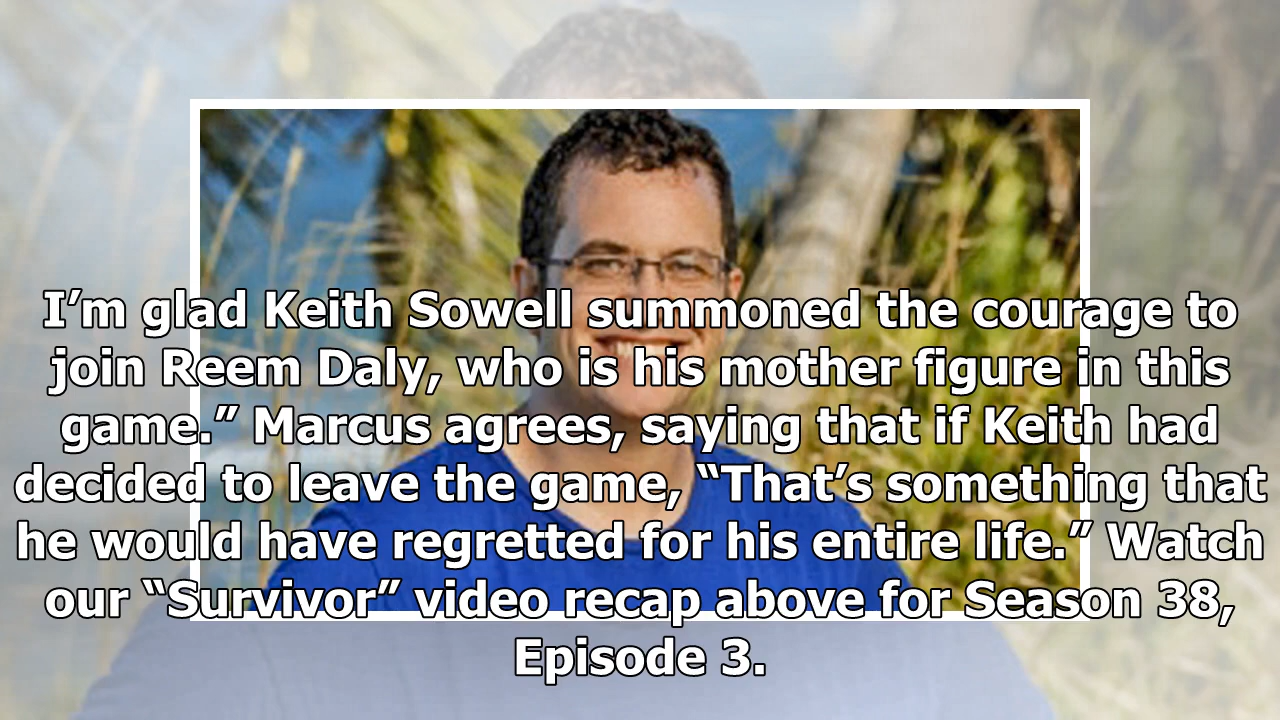 I’m glad Keith Sowell summoned the courage to
join Reem Daly, who is his mother figure in this
game.” Marcus agrees, saying that if Keith had
decided to leave the game, “That’s something that
he would have regretted for his entire life.” Watch
our “Survivor” video recap above for Season 38,
Episode 3.